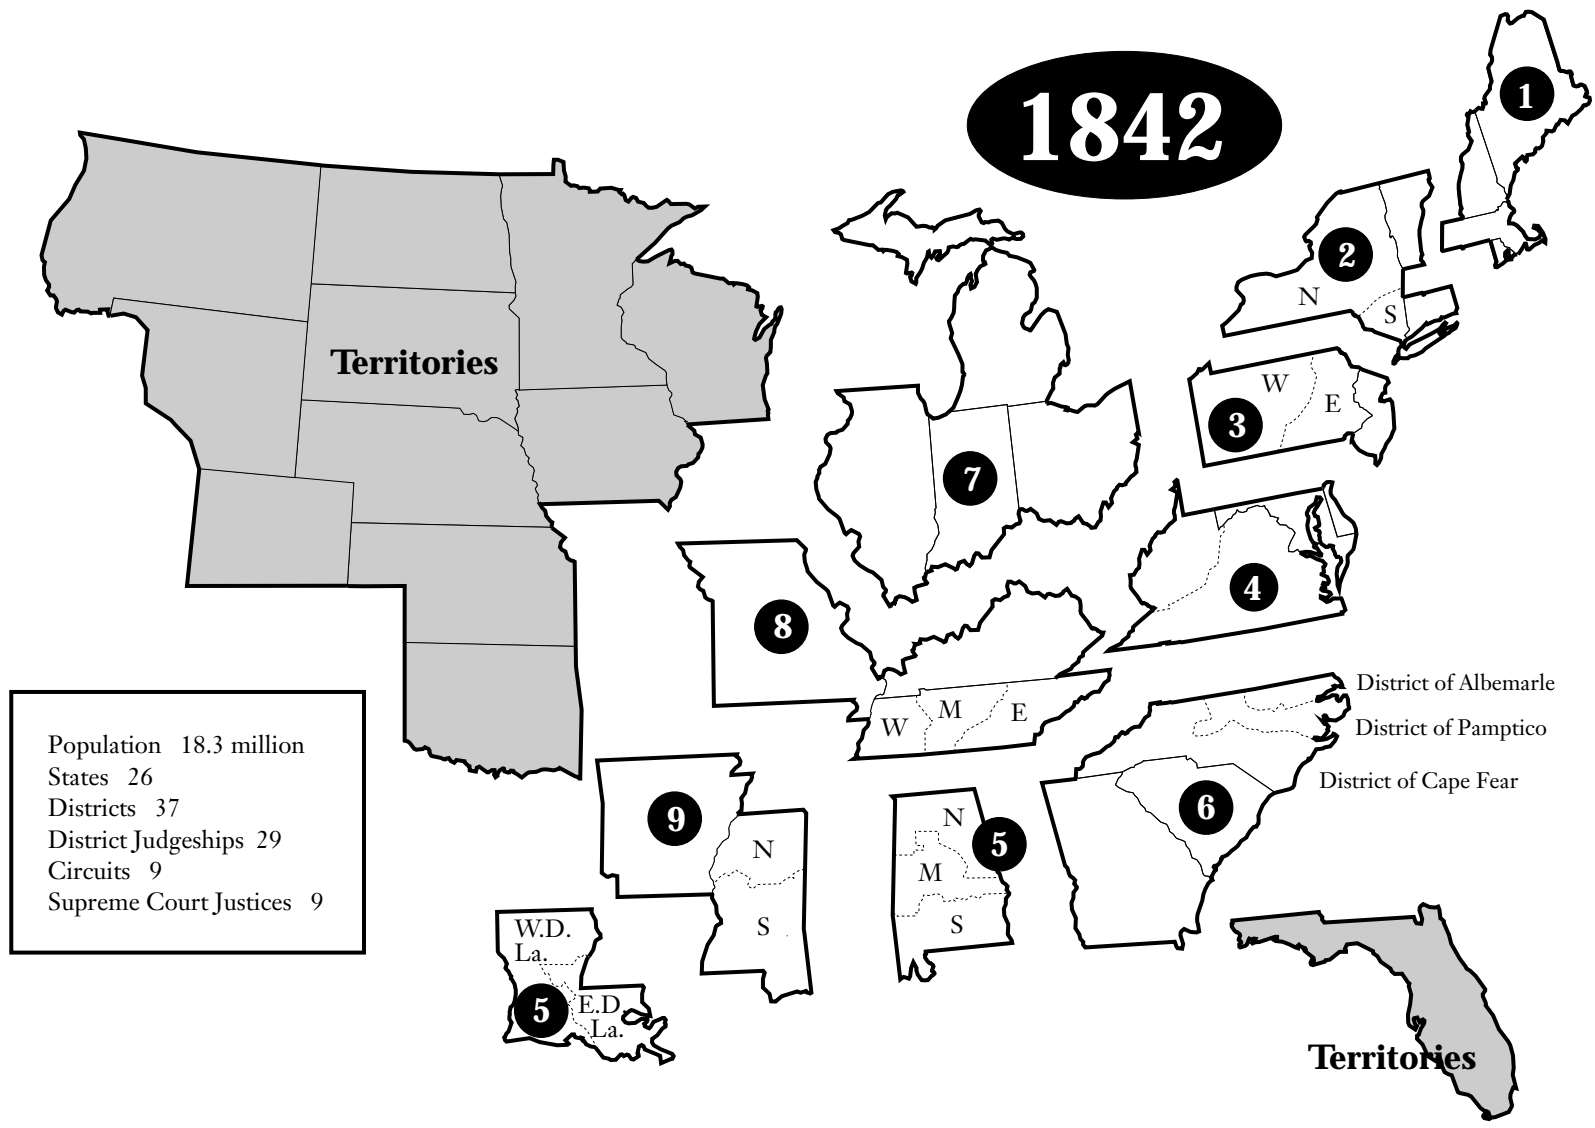 1842
1
2
N
S
Territories
W
E
3
7
4
8
District of Albemarle
W
M
E
District of Pamptico
District of Cape Fear
Population 18.3 million
States 26
Districts 37
District Judgeships 29
Circuits 9
Supreme Court Justices 9
9
N
S
N
5
M
S
6
W.D.
La.
5
E.D.
La.
Territories